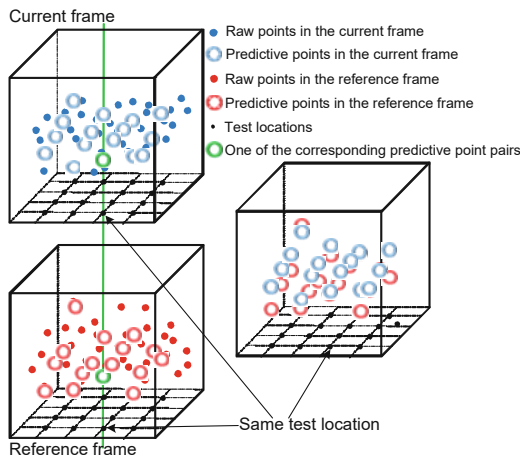 Current frame
Raw points in the current frame
Predictive points in the current frame
Raw points in the reference frame
Predictive points in the reference frame
Test locations
One of the corresponding predictive point pairs
Same test location
Reference frame